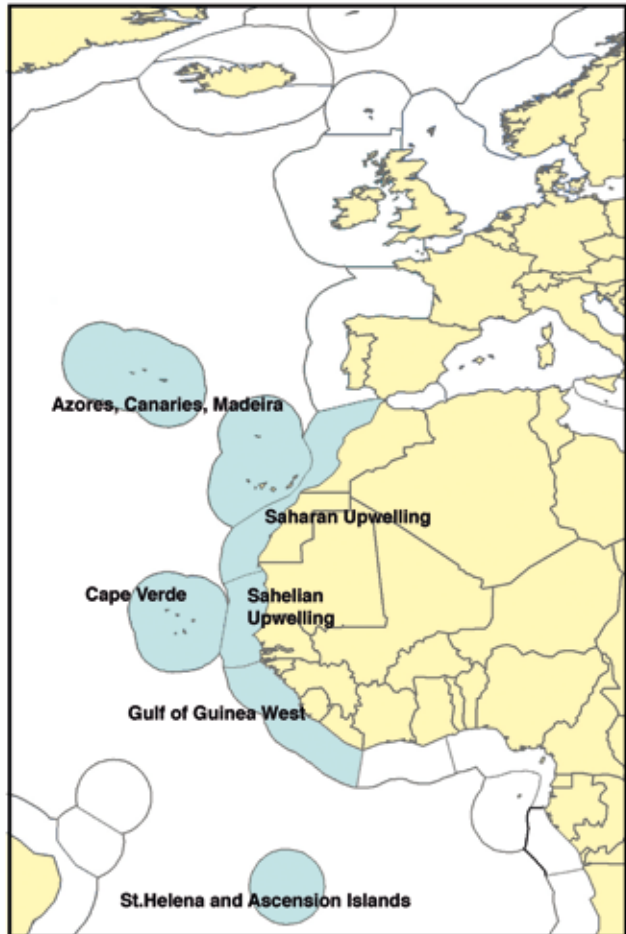 Azores, Canaries, Madeira
Saharan Upwelling
Cape Verde
Sahelian
Upwelling
Gulf of Guinea West
St.Helena and Ascension Islands